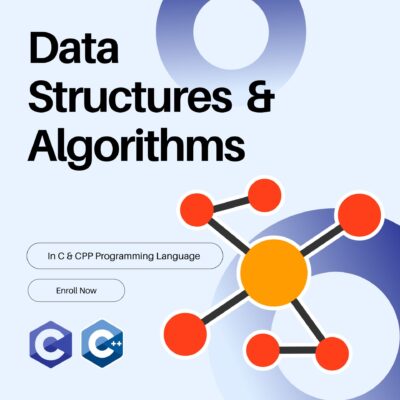 Data
Structures &
Algorithms
In C & CPP Programming Language
Enroll Now
C
C++